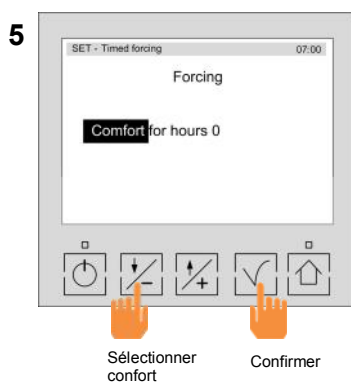 5
SET - Timed forcing 07:00
Forcing
Comfort for hours 0
Sélectionner
confort
Confirmer